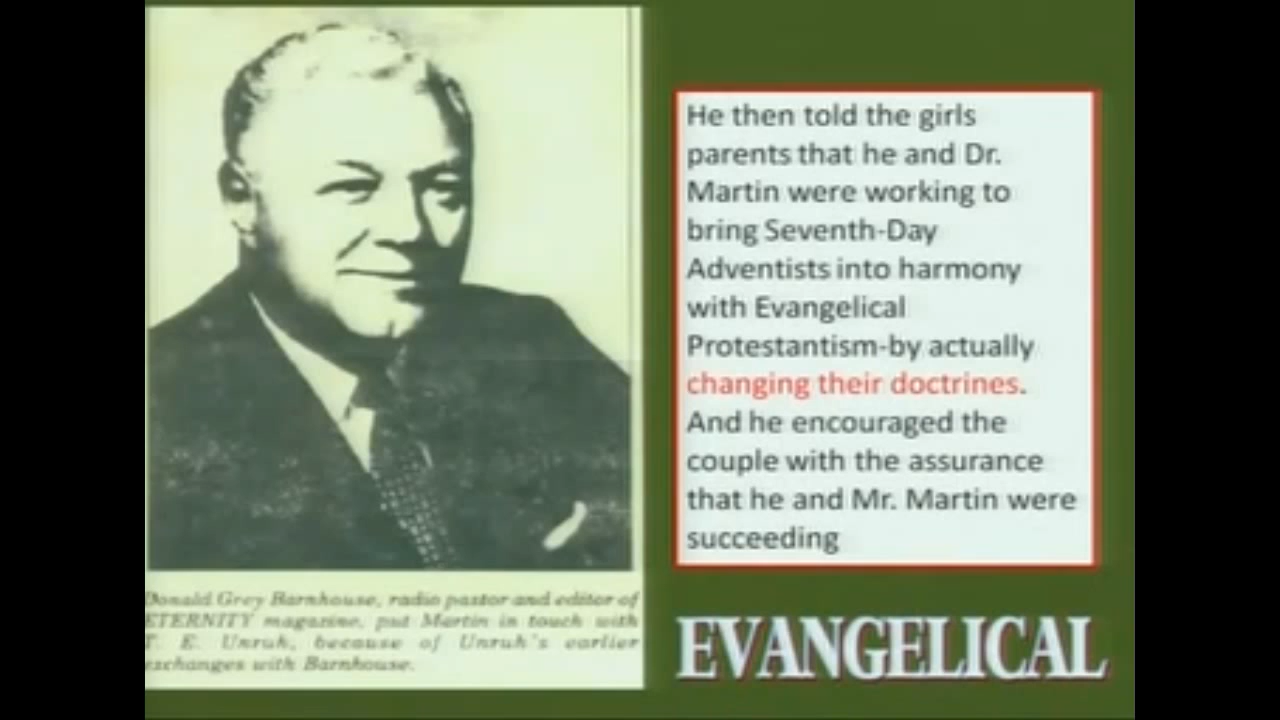 He then told the girls
parents that he and Dr.
Martin were working to
bring Seventh-Day
Adventists into harmony
with Evangelical
Protestantism-by actually
changing their doctrines.
And he encouraged the
couple with the assurance
that he and Mr. Martin were
succeeding
Donald Grey Barnhouse, radio pastor and editor of
ETERNITY magazine, put Martin in touch with
T. E. Unruh, because of Unruh's earlier
exchanges with Barnhouse.
EVANGELICAL